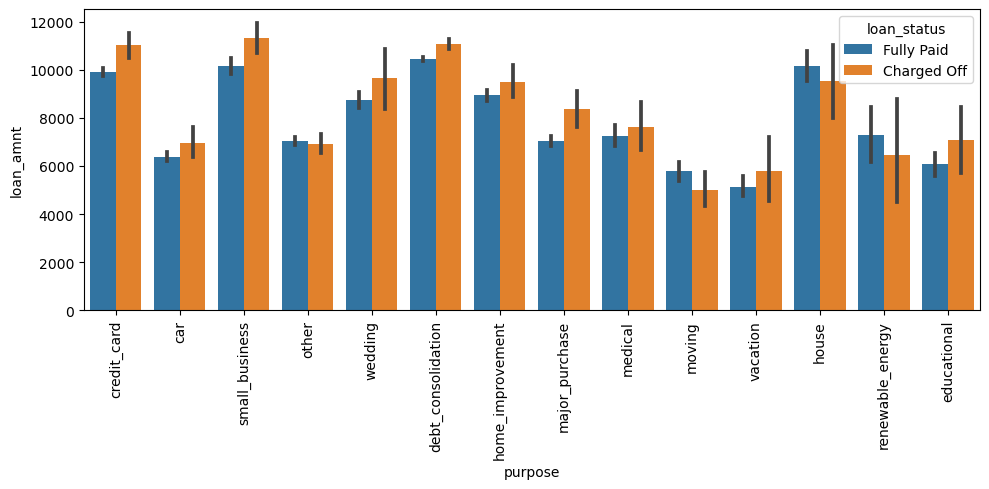 12000
10000
8000
6000
4000
2000
0
loan_amnt
loan_status
Fully Paid
Charged Off
credit_card
car
small_business
other
wedding
debt_consolidation
home_improvement
major_purchase
medical
moving
vacation
house
renewable_energy
educational
purpose